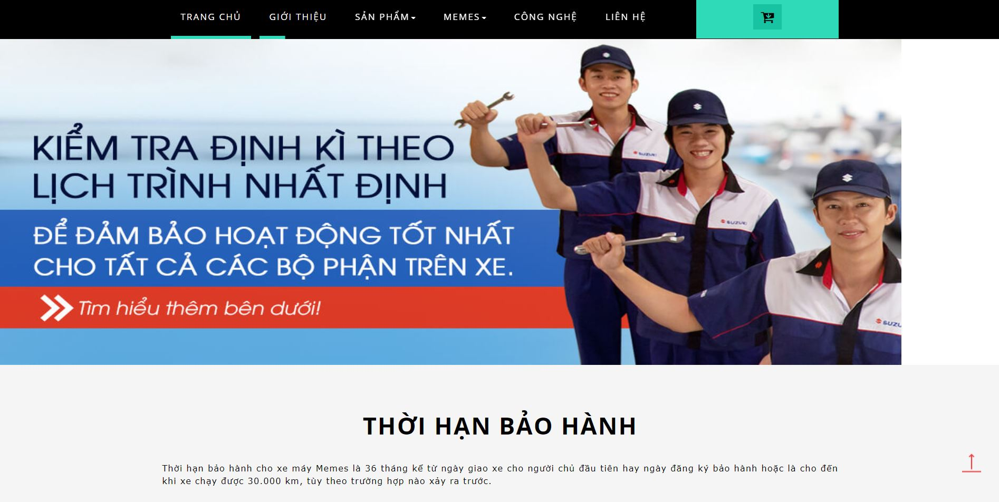 TRANG CHỦ GIỚI THIỆU SẢN PHẨM MEMES CÔNG NGHỆ LIÊN HỆ
KIỂM TRA ĐỊNH KÌ THEO
LỊCH TRÌNH NHẤT ĐỊNH
ĐỂ ĐẢM BẢO HOẠT ĐỘNG TỐT NHẤT
CHO TẤT CẢ CÁC BỘ PHẬN TRÊN XE.
Tìm hiểu thêm bên dưới!
SUZUKI
SUZUKI
SUZU
THỜI HẠN BẢO HÀNH
Thời hạn bảo hành cho xe máy Memes là 36 tháng kể từ ngày giao xe cho người chủ đầu tiên hay ngày đăng ký bảo hành hoặc là cho đến
khi xe chạy được 30.000 km, tùy theo trường hợp nào xảy ra trước.